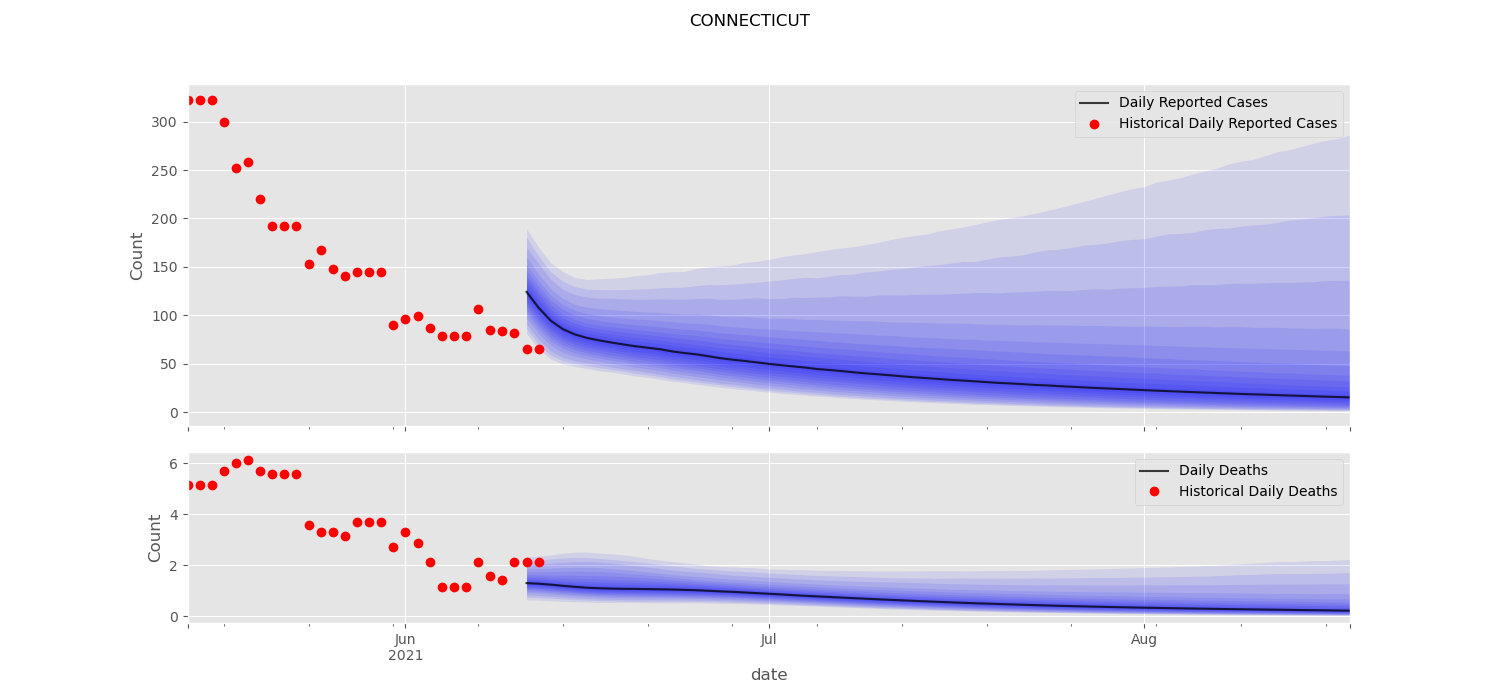 CONNECTICUT
Daily Reported Cases
Historical Daily Reported Cases
300
250
200
150
100
50
0
Count
Daily Deaths
Historical Daily Deaths
6
4
2
0
Count
Jun
2021
Jul
Aug
date